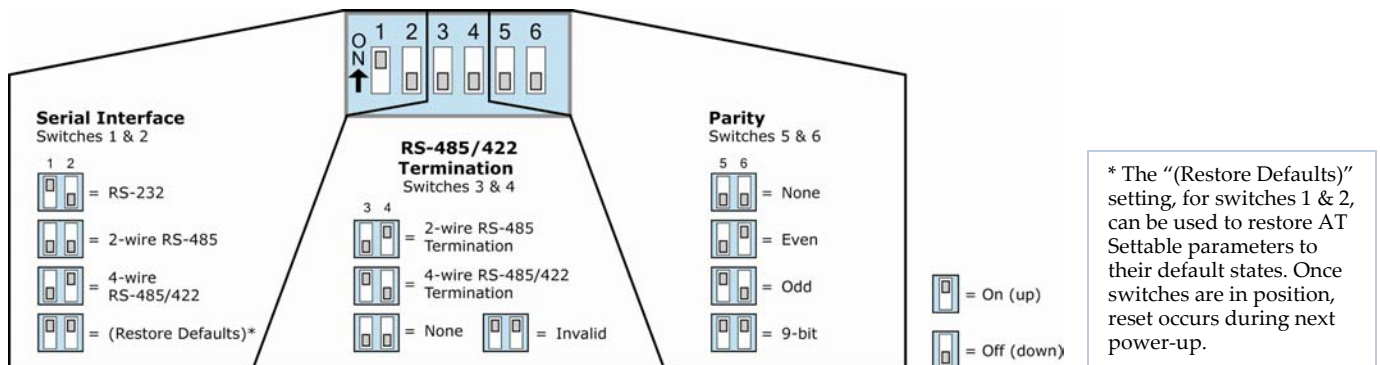 ON
1 2 3 4 5 6
Serial Interface
Switches 1 & 2
1 2
= RS-232
= 2-wire RS-485
= 4-wire
RS-485/422
= (Restore Defaults)*
RS-485/422
Termination
Switches 3 & 4
3 4
= 2-wire RS-485
Termination
= 4-wire RS-485/422
Termination
= None
= Invalid
Parity
Switches 5 & 6
5 6
= None
= Even
= Odd
= 9-bit
= On (up)
= Off (down)
* The “(Restore Defaults)”
setting, for switches 1 & 2,
can be used to restore AT
Settable parameters to
their default states. Once
switches are in position,
reset occurs during next
power-up.